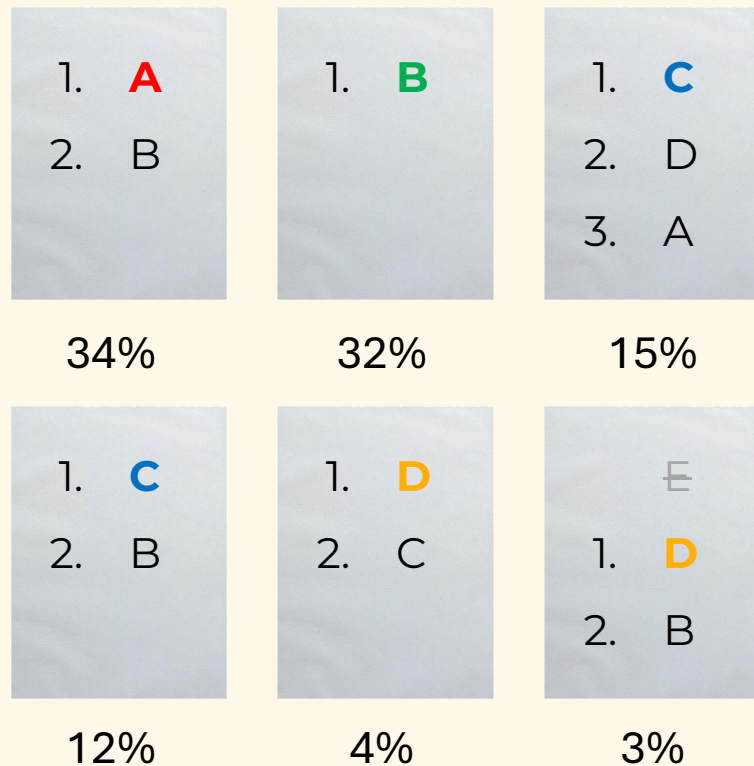 1. A
2. B
34%
1. B
32%
1. C
2. D
3. A
15%
1. C
2. B
12%
1. D
2. C
4%
E
1. D
2. B
3%